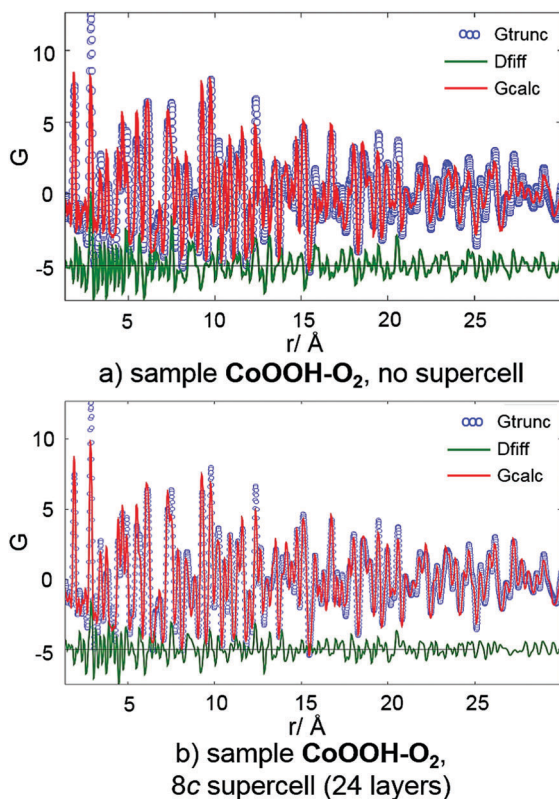 10
5
0
-5
G
Gtrunc
Dfiff
Gcalc
5 10 15 20 25
r/ Å
a) sample CoOOH-O₂, no supercell
10
5
0
-5
G
Gtrunc
Dfiff
Gcalc
5 10 15 20 25
r/ Å
b) sample CoOOH-O₂,
8c supercell (24 layers)